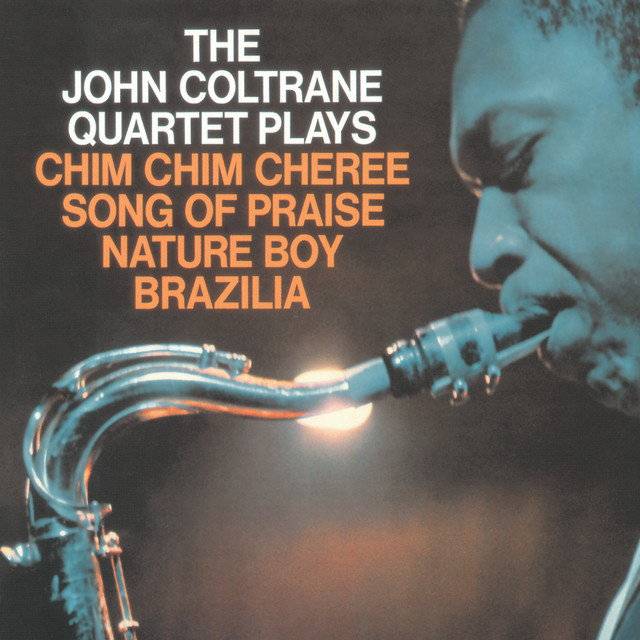 THE
JOHN COLTRANE
QUARTET PLAYS
CHIM CHIM CHEREE
SONG OF PRAISE
NATURE BOY
BRAZILIA